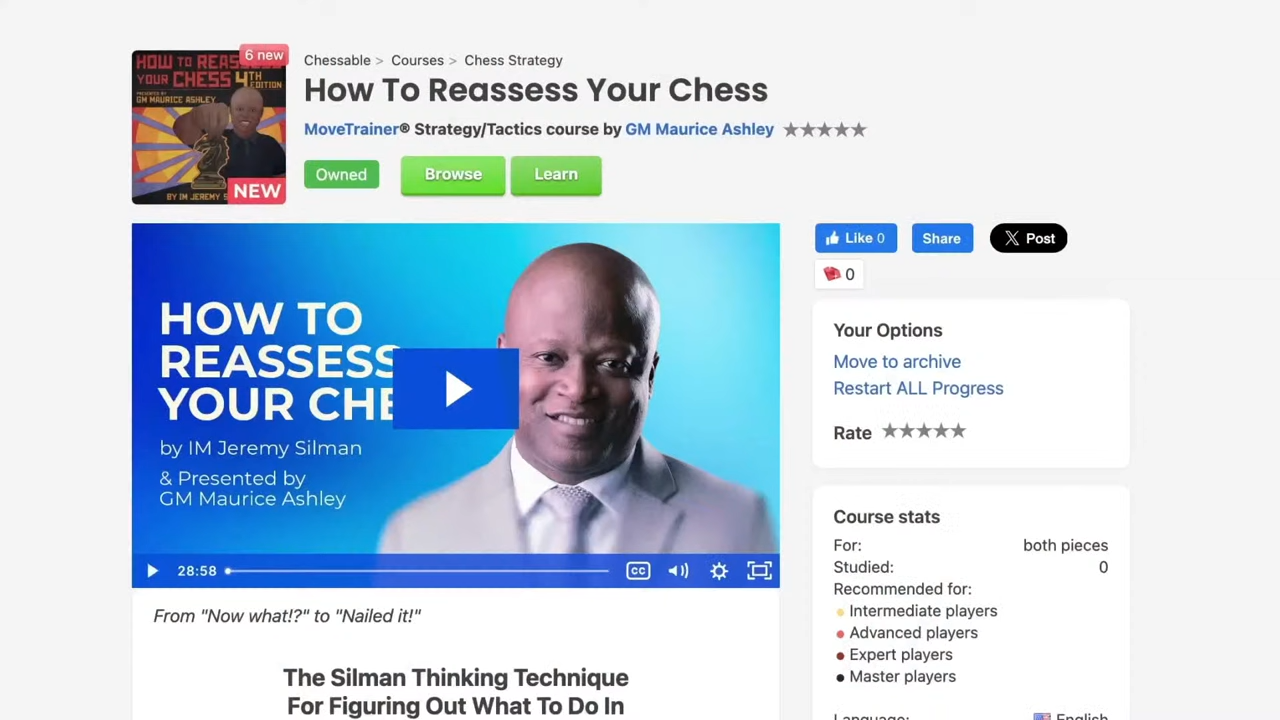 6 new
HOW TO REAS
YOUR CHESS 4TH
EDITION
PRESENTED BY
GM MAURICE ASHLEY
NEW
BY IM JEREMY S
Chessable > Courses > Chess Strategy
How To Reassess Your Chess
MoveTrainer® Strategy/Tactics course by GM Maurice Ashley
Owned
Browse
Learn
HOW TO
REASSESS
YOUR CHE
by IM Jeremy Silman
& Presented by
GM Maurice Ashley
28:58
CC
From "Now what!?" to "Nailed it!"
The Silman Thinking Technique
For Figuring Out What To Do In
Like 0
Share
X Post
0
Your Options
Move to archive
Restart ALL Progress
Rate
Course stats
For: both pieces
Studied: 0
Recommended for:
Intermediate players
Advanced players
Expert players
Master players
Language: English